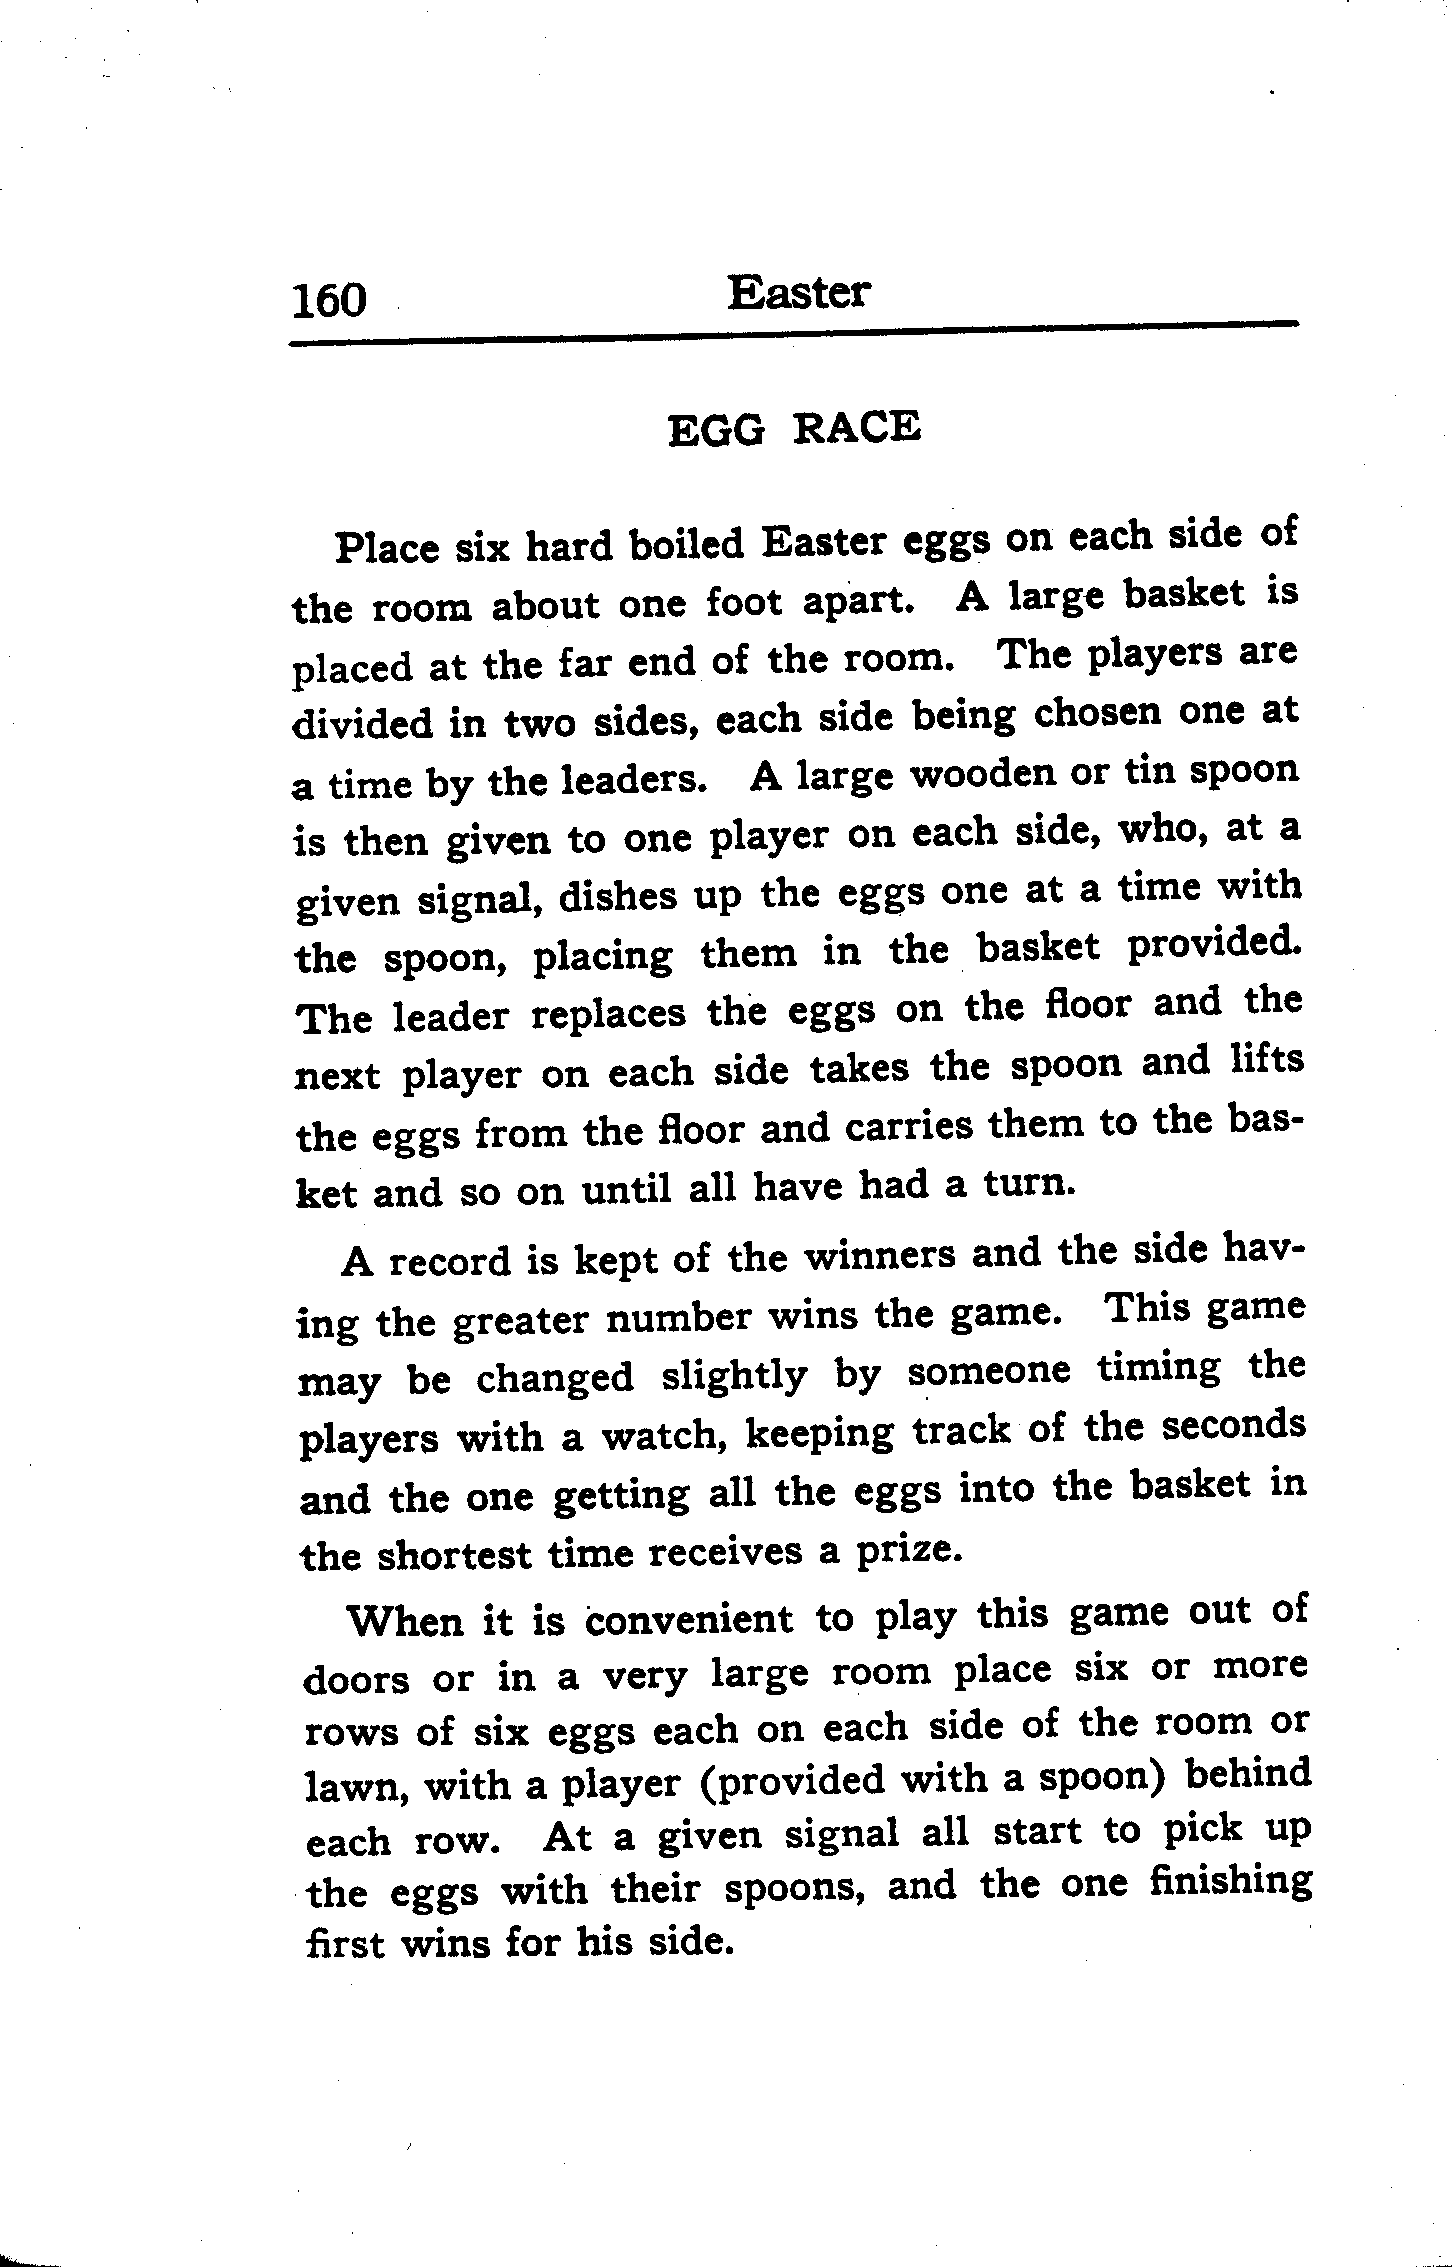 160 Easter
EGG RACE
Place six hard boiled Easter eggs on each side of
the room about one foot apart. A large basket is
placed at the far end of the room. The players are
divided in two sides, each side being chosen one at
a time by the leaders. A large wooden or tin spoon
is then given to one player on each side, who, at a
given signal, dishes up the eggs one at a time with
the spoon, placing them in the basket provided.
The leader replaces the eggs on the floor and the
next player on each side takes the spoon and lifts
the eggs from the floor and carries them to the bas-
ket and so on until all have had a turn.
A record is kept of the winners and the side hav-
ing the greater number wins the game. This game
may be changed slightly by someone timing the
players with a watch, keeping track of the seconds
and the one getting all the eggs into the basket in
the shortest time receives a prize.
When it is convenient to play this game out of
doors or in a very large room place six or more
rows of six eggs each on each side of the room or
lawn, with a player (provided with a spoon) behind
each row. At a given signal all start to pick up
the eggs with their spoons, and the one finishing
first wins for his side.